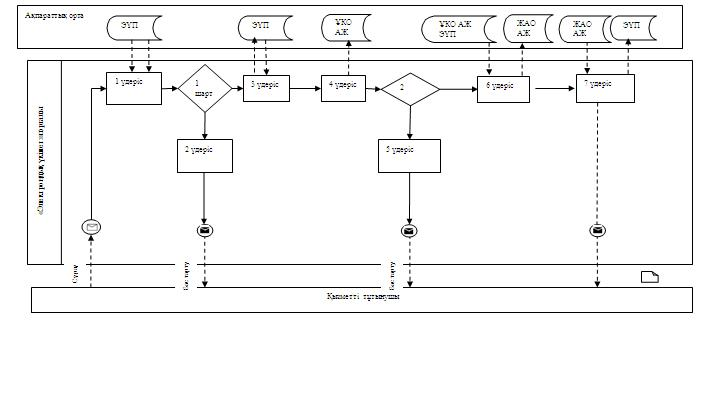 Ақпараттық орта
ЭҮП
ЭҮП
ҰКО
АЖ
ҰКО АЖ
ЭҮП
ЖАО
АЖ
ЖАО
АЖ
ЭҮП
1 үдеріс
1
шарт
3 үдеріс
4 үдеріс
2
6 үдеріс
7 үдеріс
2 үдеріс
5 үдеріс
Сұрау
бас тарту
бас тарту
Қызметті тұтынушы